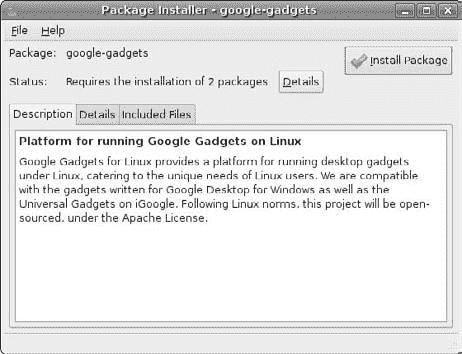 Package Installer - google-gadgets
File Help
Package: google-gadgets
Install Package
Status: Requires the installation of 2 packages Details
Description Details Included Files
Platform for running Google Gadgets on Linux
Google Gadgets for Linux provides a platform for running desktop gadgets
under Linux, catering to the unique needs of Linux users. We are compatible
with the gadgets written for Google Desktop for Windows as well as the
Universal Gadgets on iGoogle. Following Linux norms, this project will be open-
sourced, under the Apache License.